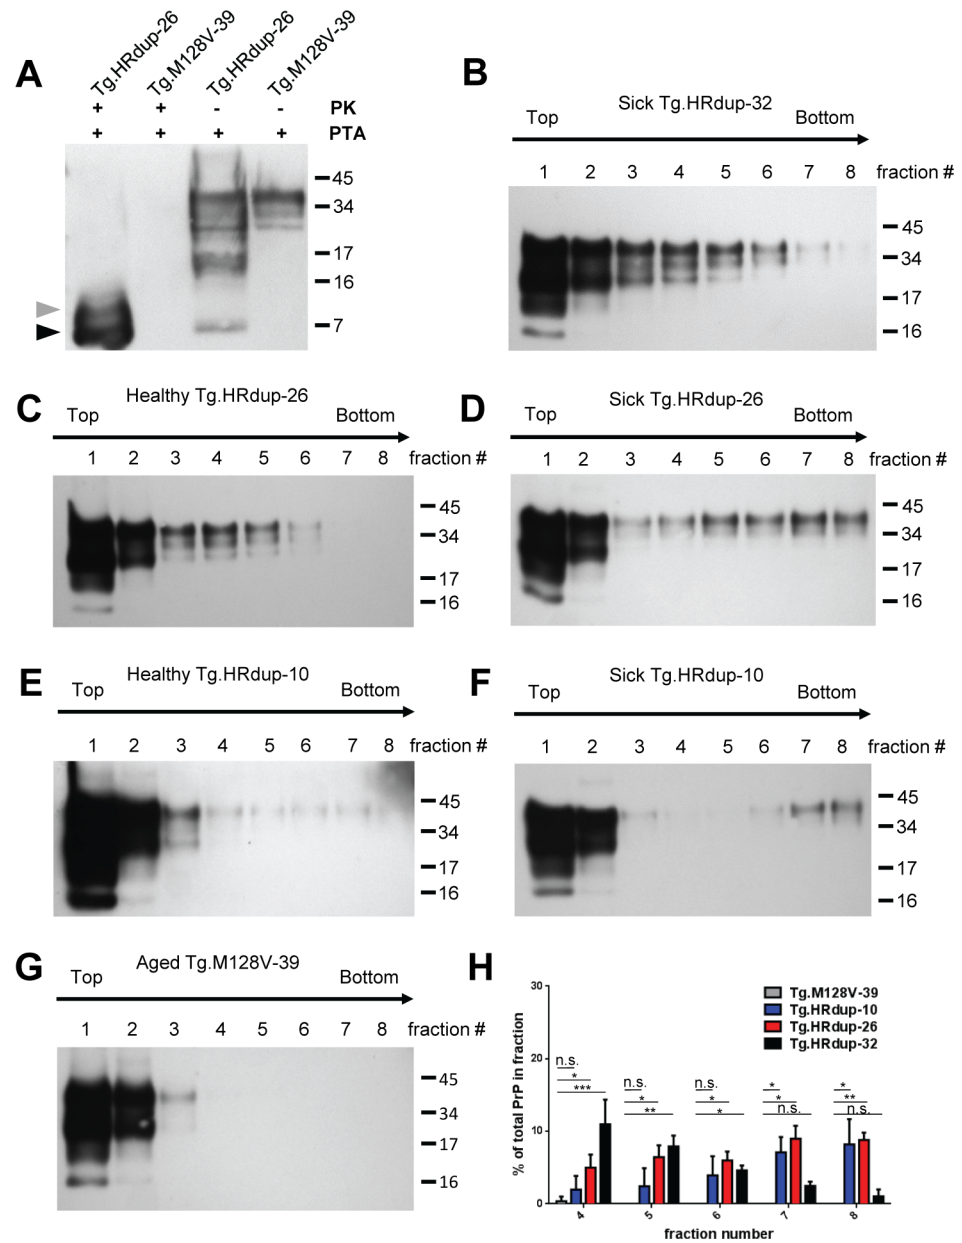 A
Tg.HRdup-26
Tg.M128V-39
Tg.HRdup-26
Tg.M128V-39
+ + - - PK
+ + + + PTA
45
34
17
16
7
B
Sick Tg.HRdup-32
Top Bottom
1 2 3 4 5 6 7 8 fraction #
45
34
17
16
C
Healthy Tg.HRdup-26
Top Bottom
1 2 3 4 5 6 7 8 fraction #
45
34
17
16
D
Sick Tg.HRdup-26
Top Bottom
1 2 3 4 5 6 7 8 fraction #
45
34
17
16
E
Healthy Tg.HRdup-10
Top Bottom
1 2 3 4 5 6 7 8 fraction #
45
34
17
16
F
Sick Tg.HRdup-10
Top Bottom
1 2 3 4 5 6 7 8 fraction #
45
34
17
16
G
Aged Tg.M128V-39
Top Bottom
1 2 3 4 5 6 7 8 fraction #
45
34
17
16
H
% of total PrP in fraction
30
20
10
0
Tg.M128V-39
Tg.HRdup-10
Tg.HRdup-26
Tg.HRdup-32
n.s.
*
***
n.s.
*
**
n.s.
*
*
*
*
n.s.
*
**
n.s.
4 5 6 7 8
fraction number